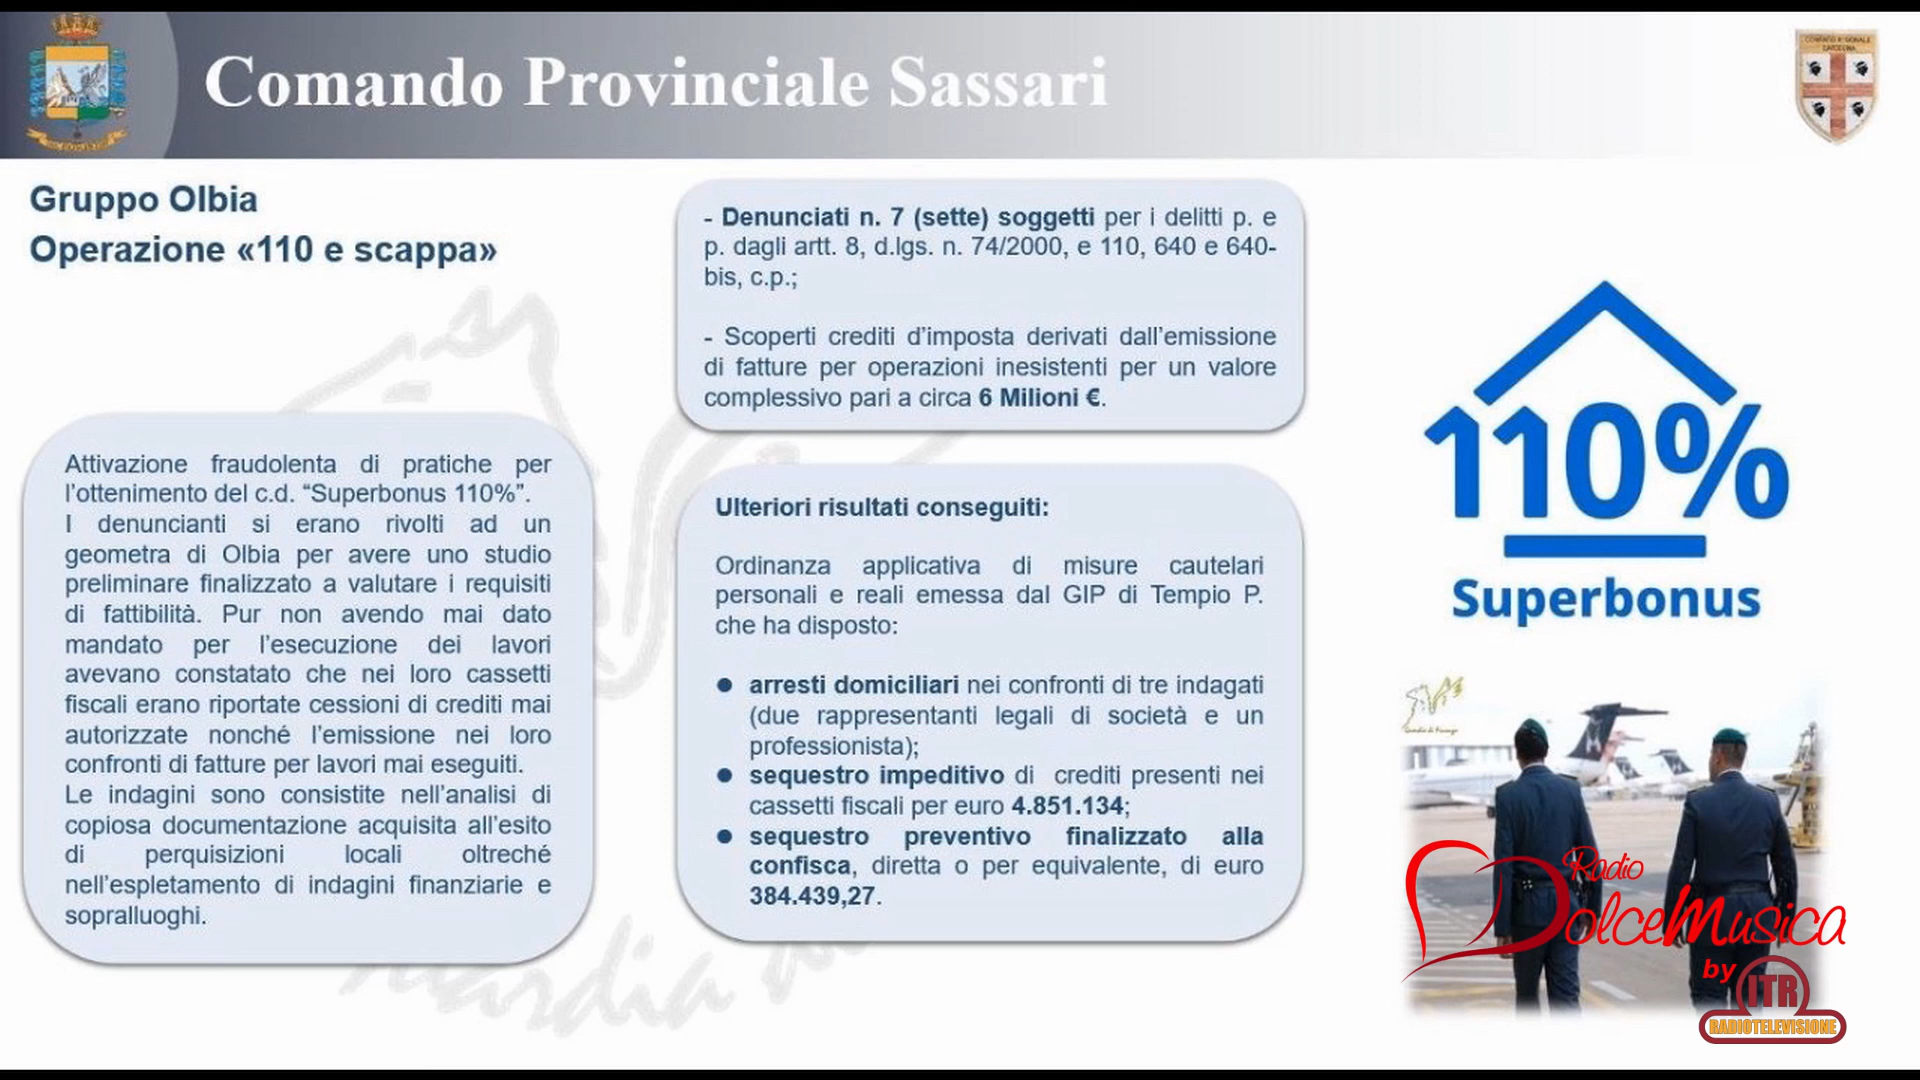 Comando Provinciale Sassari
Gruppo Olbia
Operazione «110 e scappa»
Attivazione fraudolenta di pratiche per
l'ottenimento del c.d. “Superbonus 110%”.
I denuncianti si erano rivolti ad un
geometra di Olbia per avere uno studio
preliminare finalizzato a valutare i requisiti
di fattibilità. Pur non avendo mai dato
mandato per l'esecuzione dei lavori
avevano constatato che nei loro cassetti
fiscali erano riportate cessioni di crediti mai
autorizzate nonché l'emissione nei loro
confronti di fatture per lavori mai eseguiti.
Le indagini sono consistite nell'analisi di
copiosa documentazione acquisita all'esito
di perquisizioni locali oltreché
nell'espletamento di indagini finanziarie e
sopralluoghi.
- Denunciati n. 7 (sette) soggetti per i delitti p. e
p. dagli artt. 8, d.lgs. n. 74/2000, e 110, 640 e 640-
bis, c.p.;
- Scoperti crediti d'imposta derivati dall'emissione
di fatture per operazioni inesistenti per un valore
complessivo pari a circa 6 Milioni €.
Ulteriori risultati conseguiti:
Ordinanza applicativa di misure cautelari
personali e reali emessa dal GIP di Tempio P.
che ha disposto:
● arresti domiciliari nei confronti di tre indagati
(due rappresentanti legali di società e un
professionista);
● sequestro impeditivo di crediti presenti nei
cassetti fiscali per euro 4.851.134;
● sequestro preventivo finalizzato alla
confisca, diretta o per equivalente, di euro
384.439,27.
110%
Superbonus
Guardia di Finanza
Radio
DolceMusica
by
ITR
RADIOTELEVISIONE